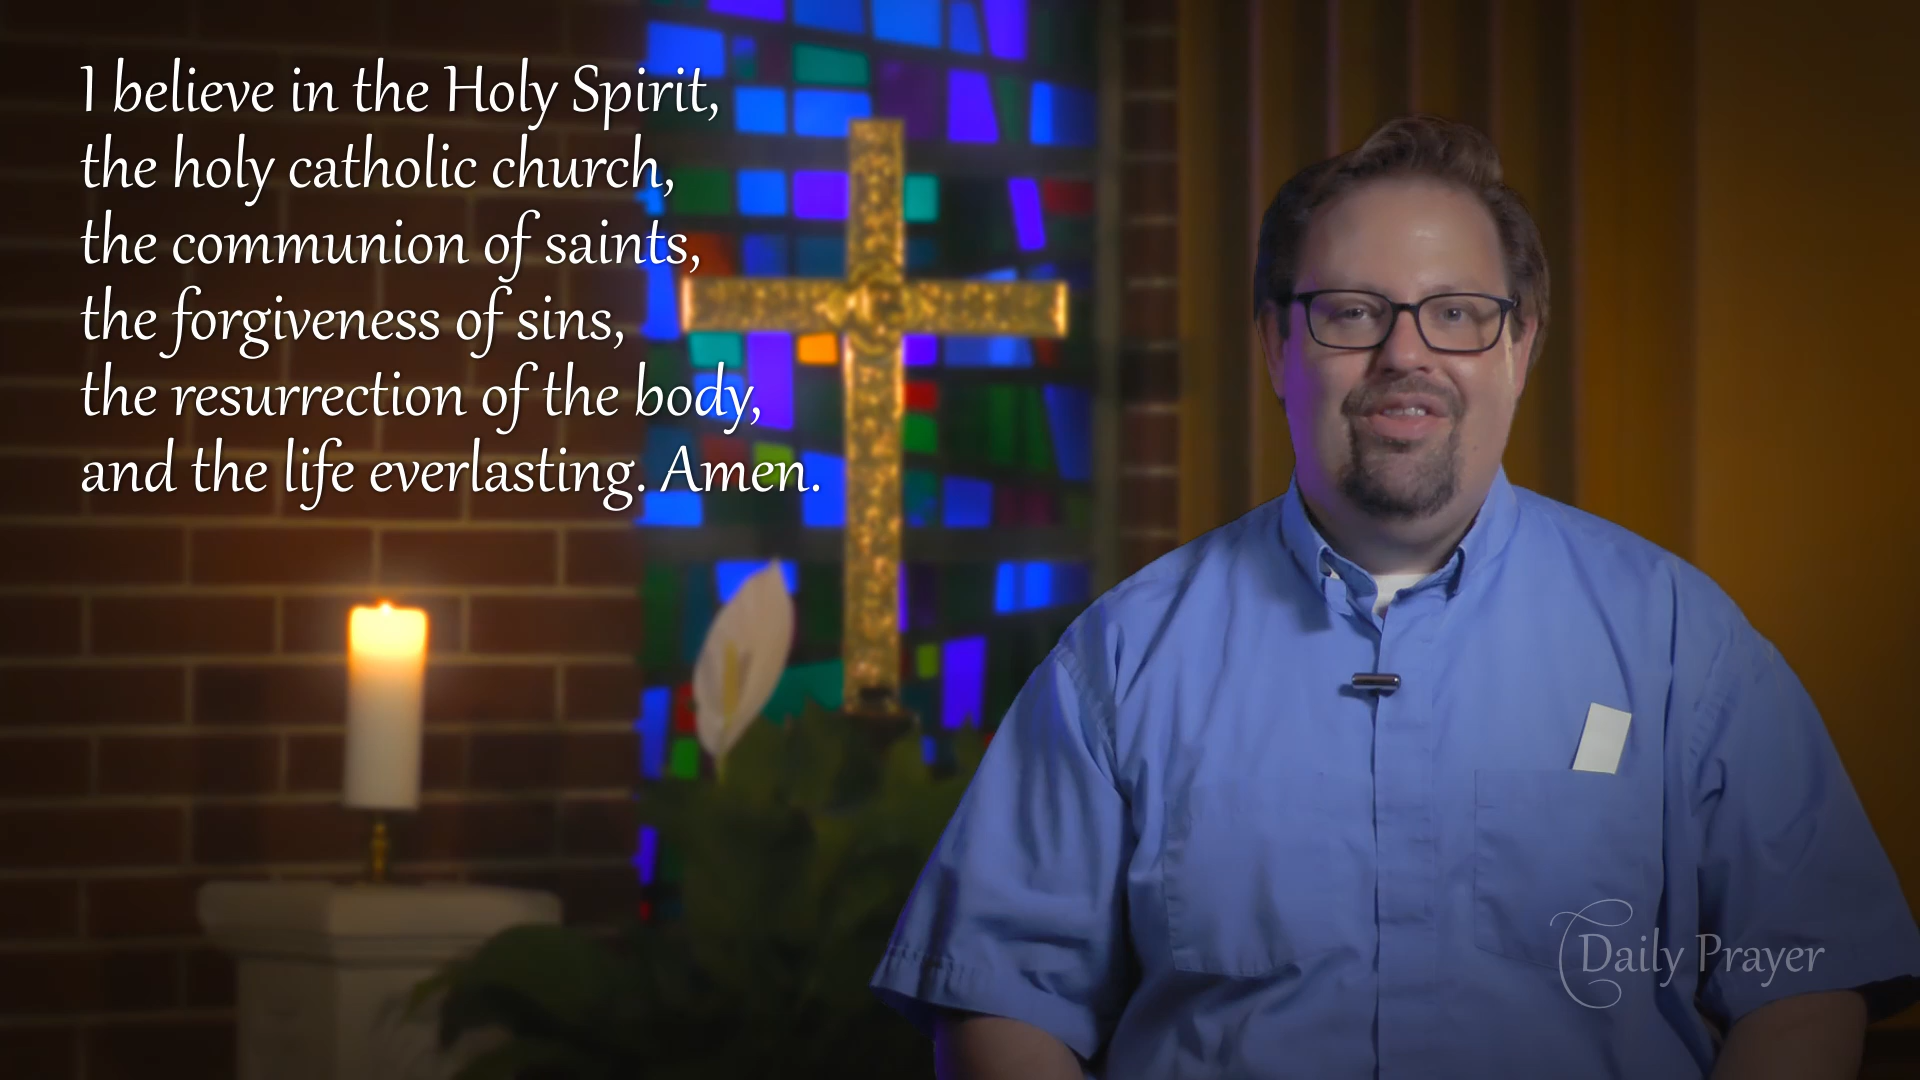 I believe in the Holy Spirit,
the holy catholic church,
the communion of saints,
the forgiveness of sins,
the resurrection of the body,
and the life everlasting. Amen.
Daily Prayer